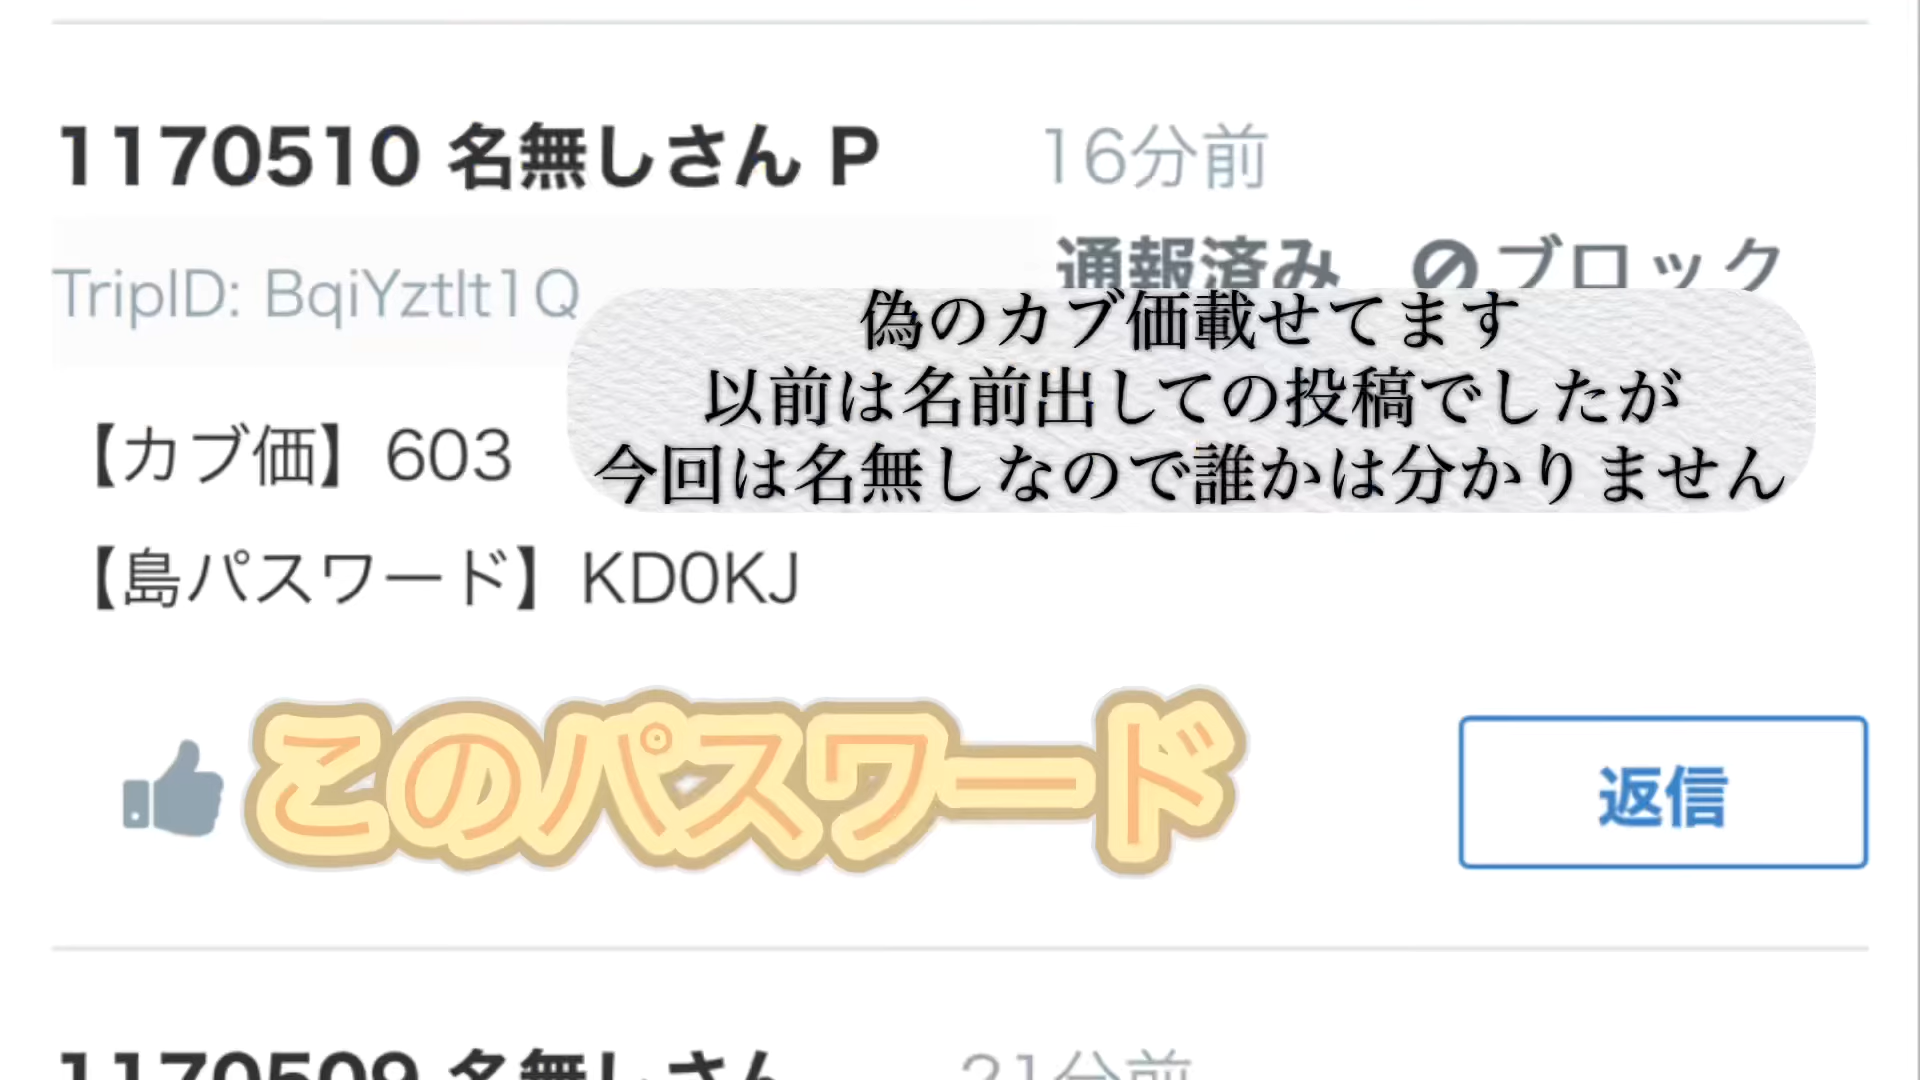 1170510 名無しさん P 16分前
通報済み ブロック
TripID: BqiYztlt1Q
偽のカブ価載せてます
以前は名前出しての投稿でしたが
今回は名無しなので誰かは分かりません
【カブ価】603
【島パスワード】KD0KJ
このパスワード
返信
1170509 名無しさん 21分前